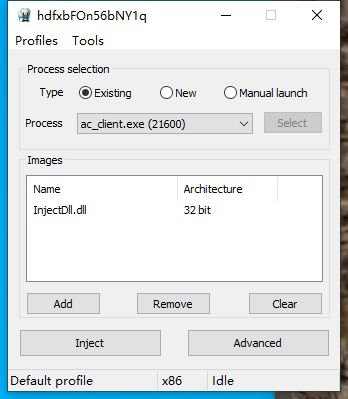 hdfxbFOn56bNY1q
Profiles Tools
Process selection
Type Existing New Manual launch
Process ac_client.exe (21600) Select
Images
Name Architecture
InjectDll.dll 32 bit
Add Remove Clear
Inject Advanced
Default profile x86 Idle